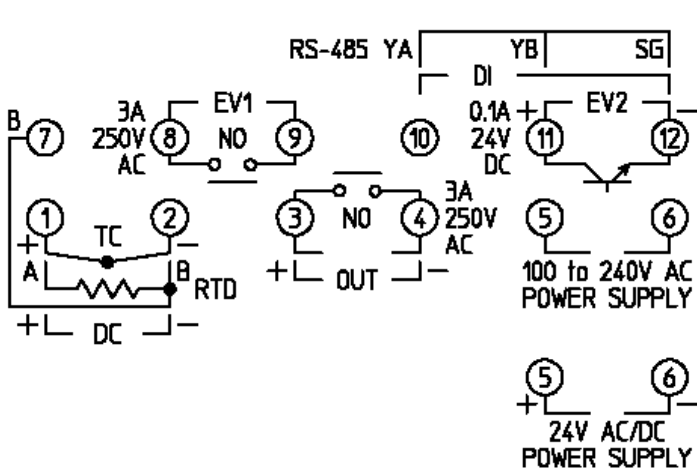 RS-485 YA YB SG
DI
3A EV1 0.1A + EV2 −
B 7 250V 8 NO 9 10 24V 11 12
AC DC
1 2 3 NO 4 3A 250V AC 5 6
+ TC −
A B RTD + OUT − 100 to 240V AC
POWER SUPPLY
+ DC −
5 6
+ −
24V AC/DC
POWER SUPPLY